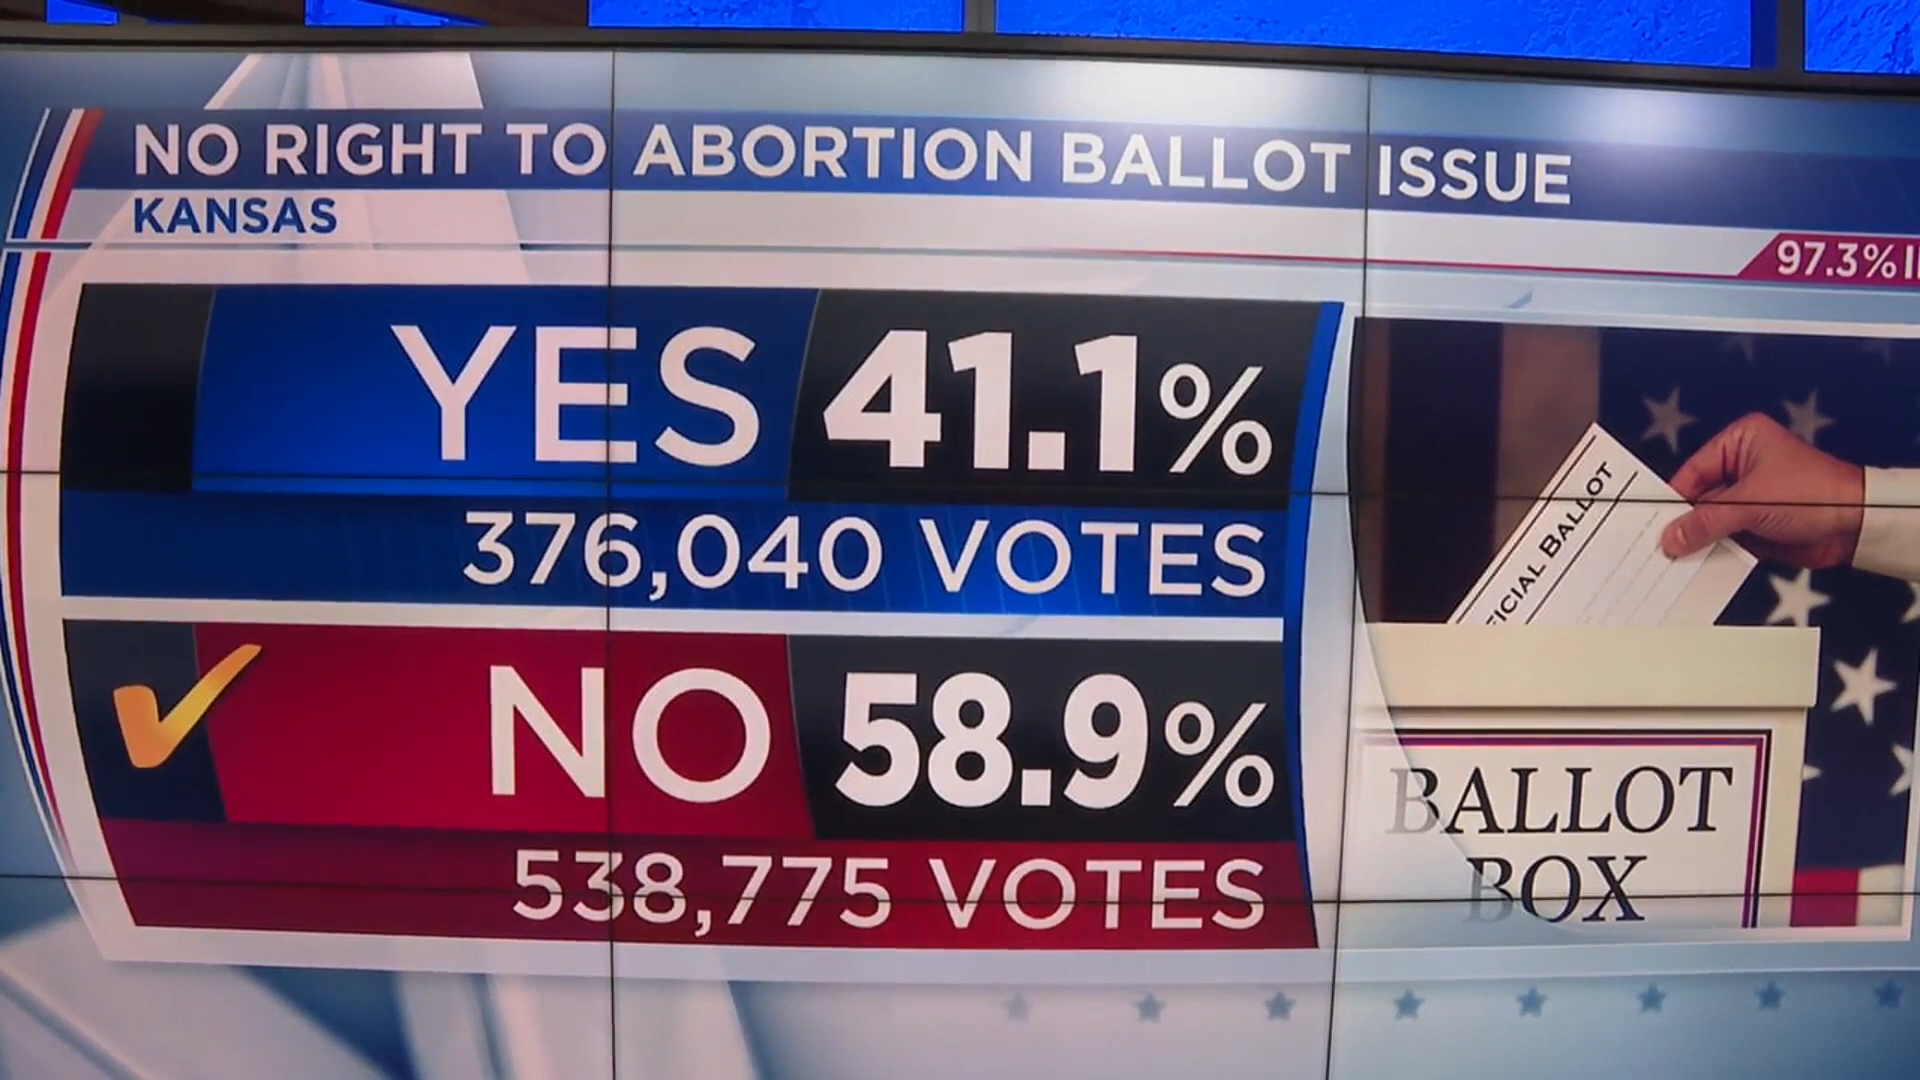 NO RIGHT TO ABORTION BALLOT ISSUE
KANSAS
97.3%
YES 41.1%
376,040 VOTES
NO 58.9%
538,775 VOTES
BALLOT
BALLOT
BOX